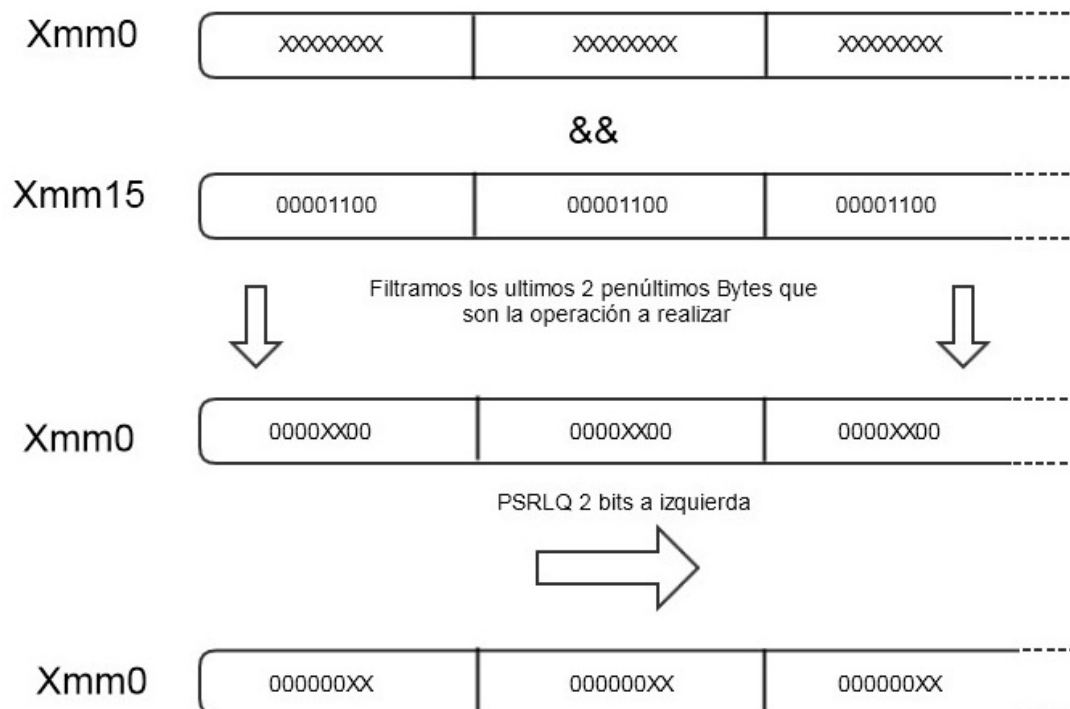 Xmm0 XXXXXXXX XXXXXXXX XXXXXXXX
&&
Xmm15 00001100 00001100 00001100
Filtramos los ultimos 2 penúltimos Bytes que
son la operación a realizar
Xmm0 0000XX00 0000XX00 0000XX00
PSRLQ 2 bits a izquierda
Xmm0 000000XX 000000XX 000000XX